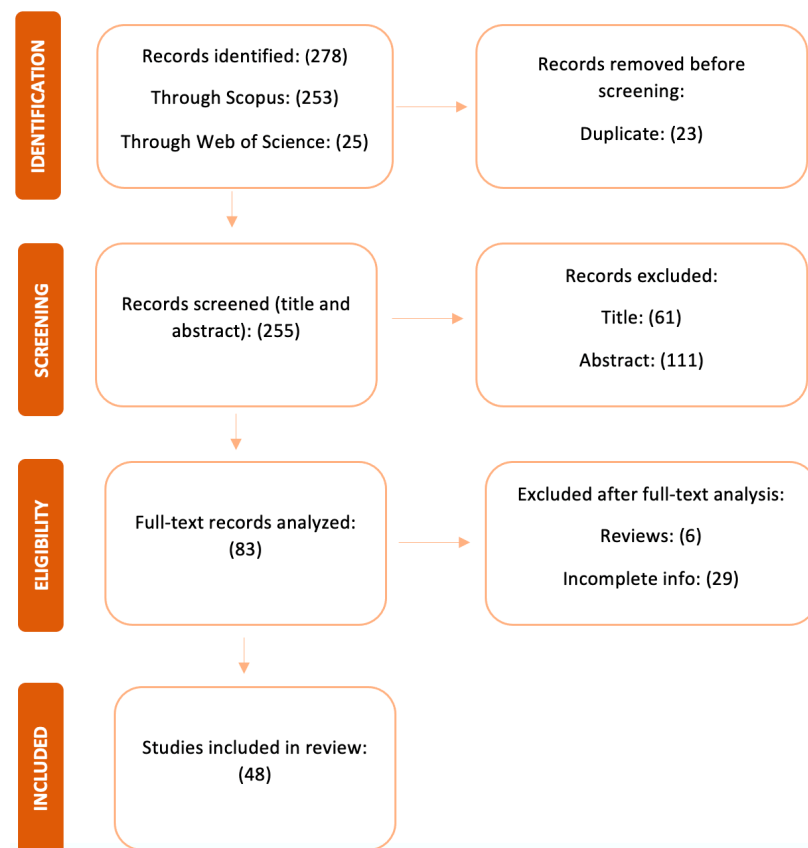 IDENTIFICATION
Records identified: (278)
Through Scopus: (253)
Through Web of Science: (25)
Records removed before
screening:
Duplicate: (23)
SCREENING
Records screened (title and
abstract): (255)
Records excluded:
Title: (61)
Abstract: (111)
ELIGIBILITY
Full-text records analyzed:
(83)
Excluded after full-text analysis:
Reviews: (6)
Incomplete info: (29)
INCLUDED
Studies included in review:
(48)